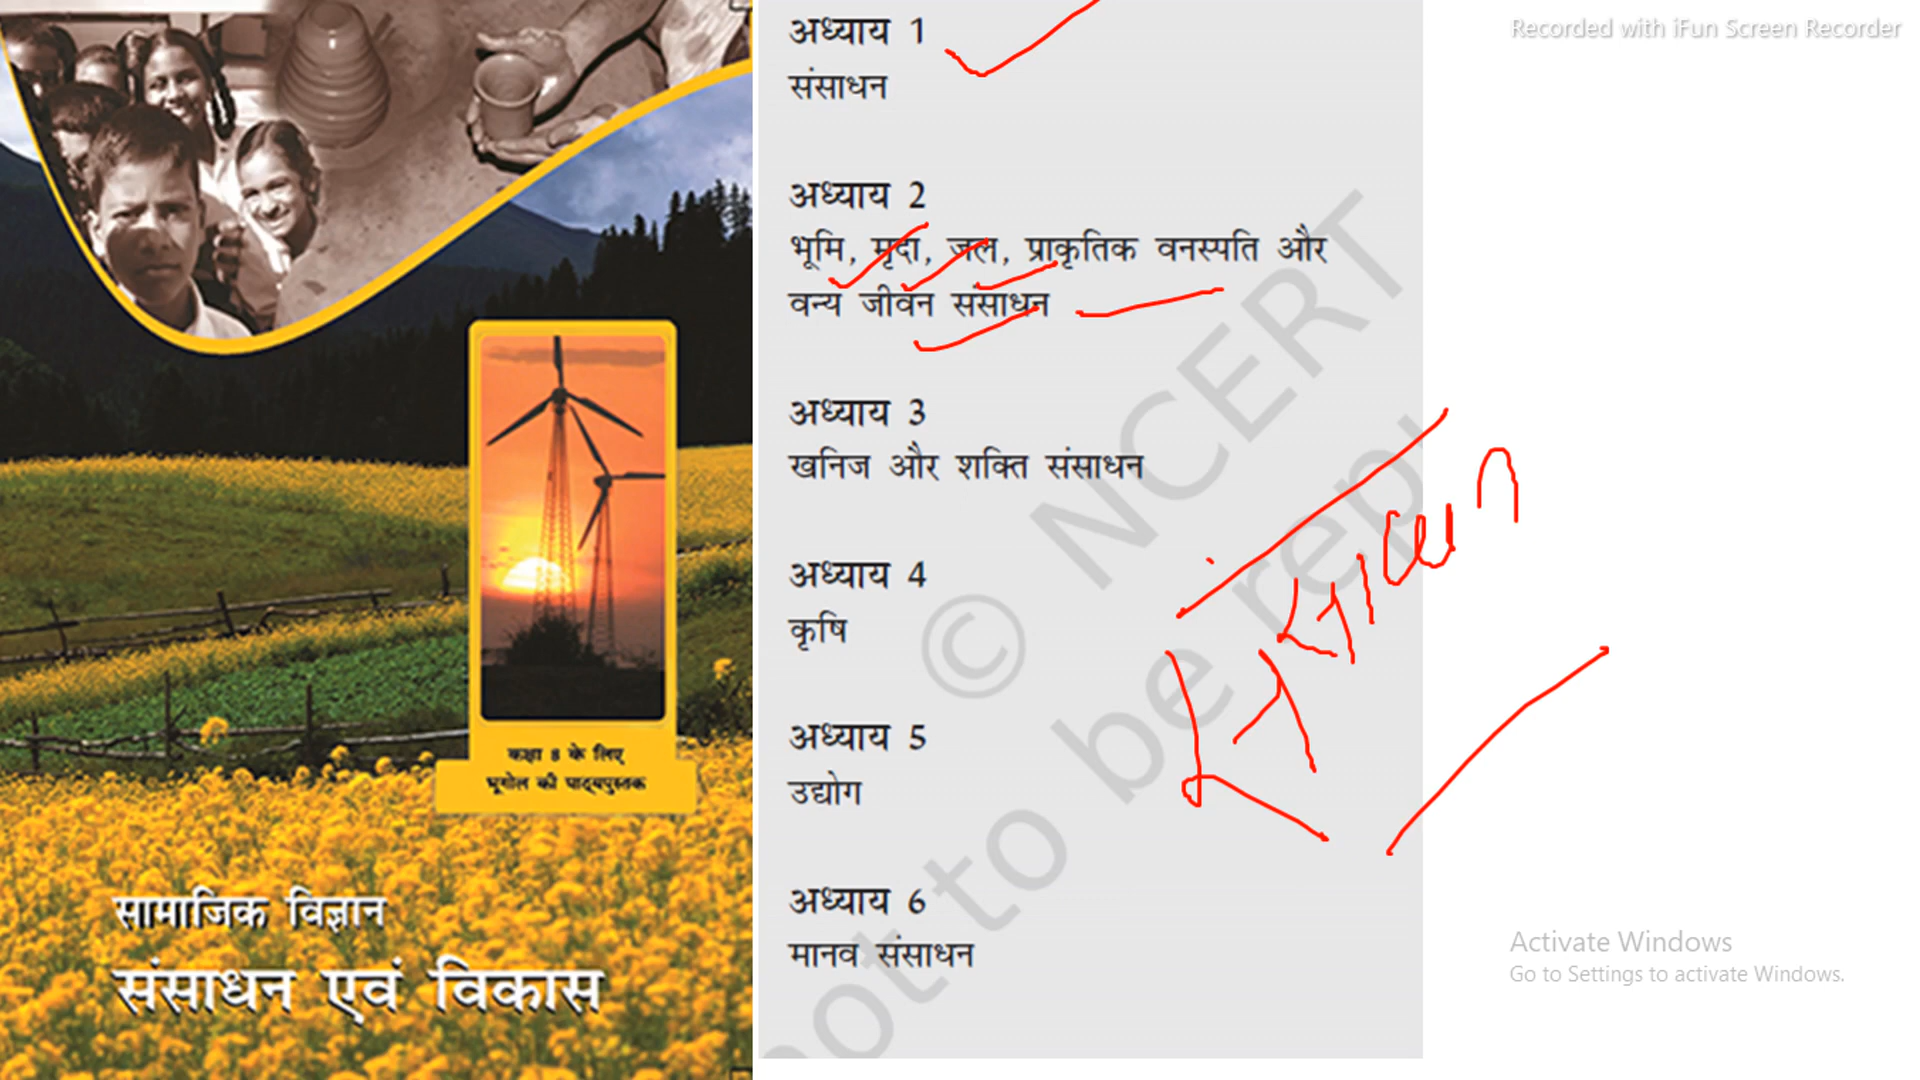 कक्षा 8 के लिए
भूगोल की पाठ्यपुस्तक
सामाजिक विज्ञान
संसाधन एवं विकास
अध्याय 1
संसाधन
अध्याय 2
भूमि, मृदा, जल, प्राकृतिक वनस्पति और
वन्य जीवन संसाधन
अध्याय 3
खनिज और शक्ति संसाधन
अध्याय 4
कृषि
अध्याय 5
उद्योग
अध्याय 6
मानव संसाधन
© NCERT
not to be rep
Recorded with iFun Screen Recorder
Activate Windows
Go to Settings to activate Windows.